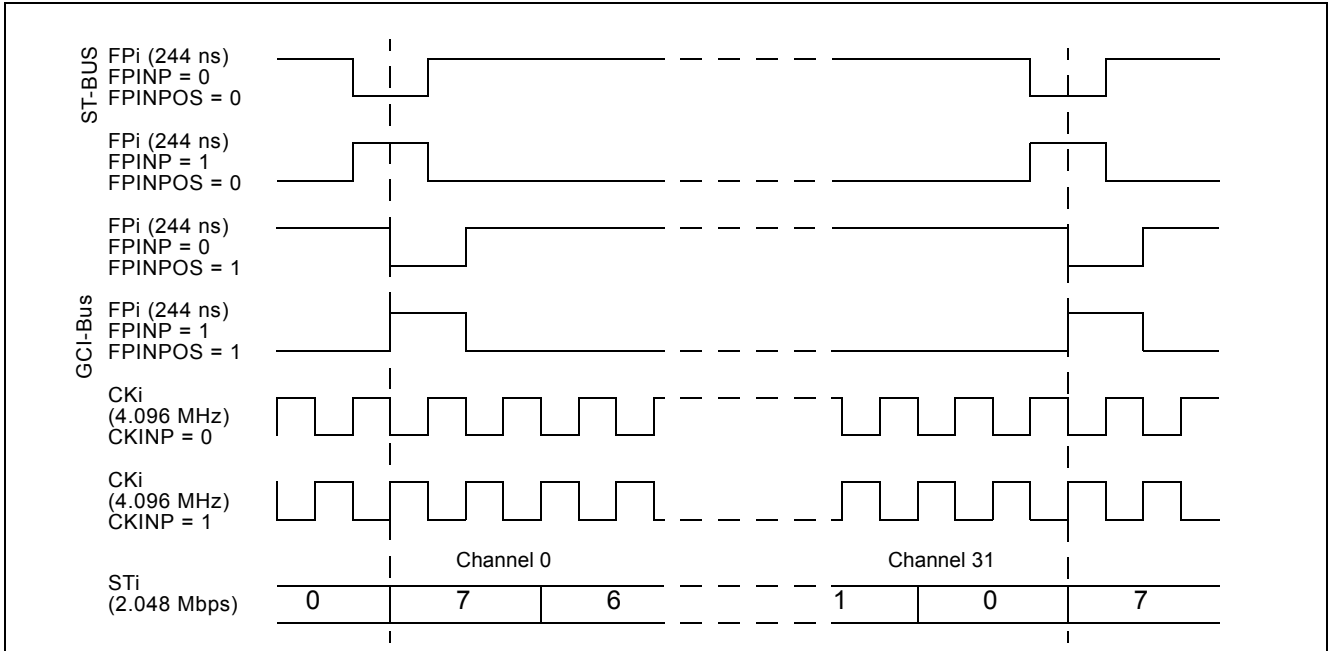 ST-BUS
FPi (244 ns)
FPINP = 0
FPINPOS = 0
FPi (244 ns)
FPINP = 1
FPINPOS = 0
FPi (244 ns)
FPINP = 0
FPINPOS = 1
GCI-Bus
FPi (244 ns)
FPINP = 1
FPINPOS = 1
CKi
(4.096 MHz)
CKINP = 0
CKi
(4.096 MHz)
CKINP = 1
Channel 0
Channel 31
STi
(2.048 Mbps)
0 7 6 1 0 7